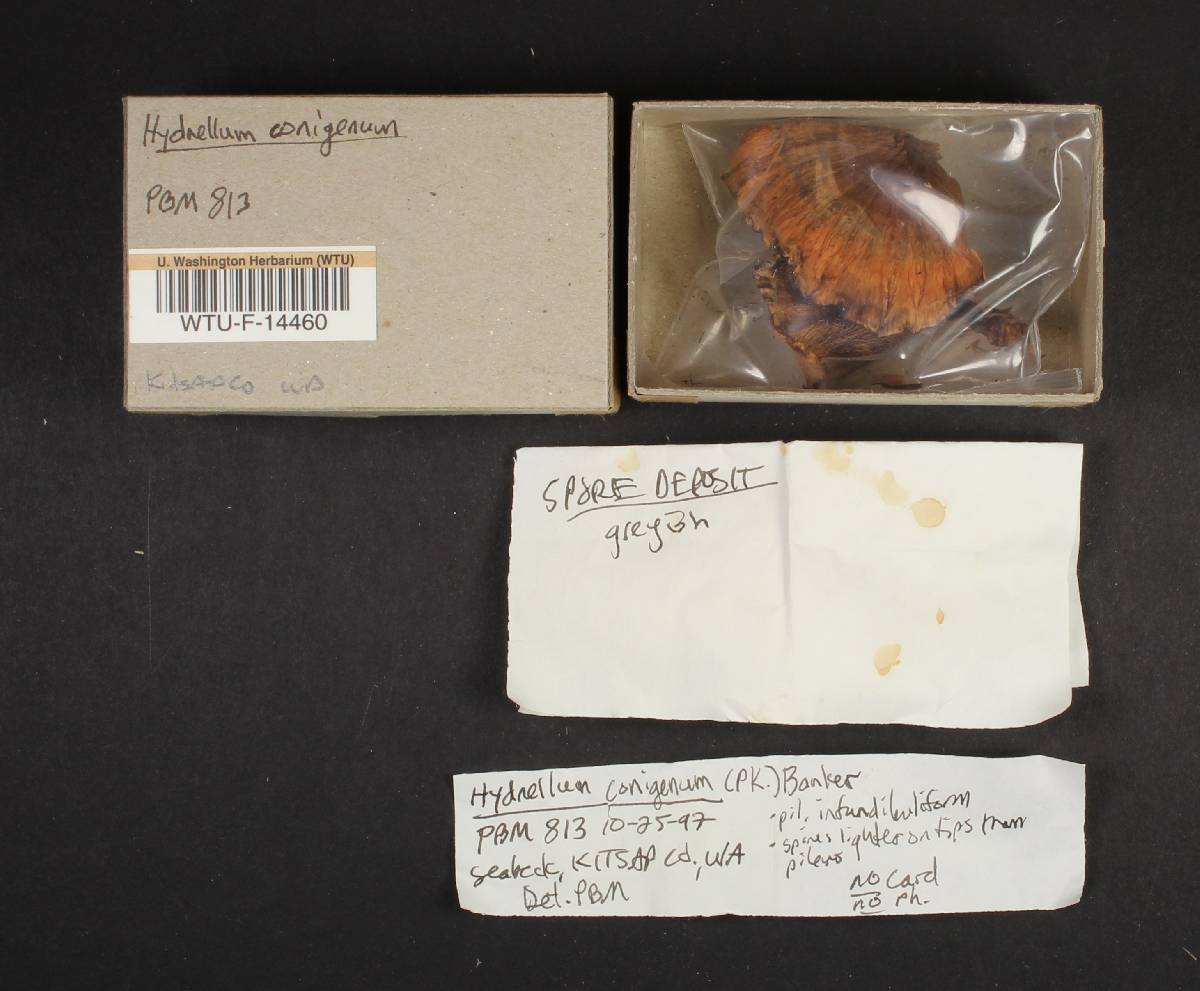 Hydnellum conigenum
PBM 813
U. Washington Herbarium (WTU)
WTU-F-14460
KitsAP Co WA
SPORE DEPOSIT
greyish
Hydnellum conigenum (PK.) Banker
PBM 813 10-25-97
Seabeck, KITSAP Co., WA
Det. PBM
· pil. infundibuliform
· spines lighter on tips than
pileus
no card
no ph.